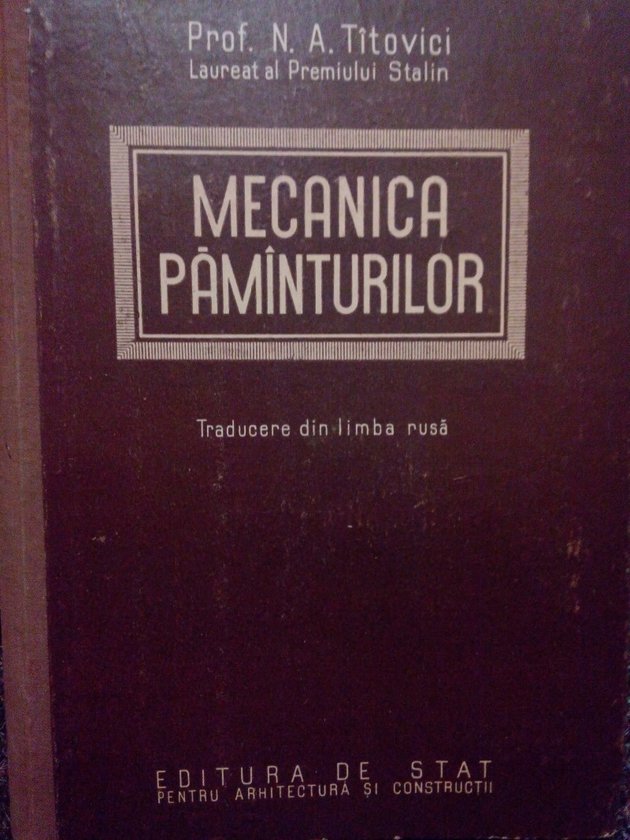 Prof. N. A. Tîtovici
Laureat al Premiului Stalin
MECANICA
PĂMÎNTURILOR
Traducere din limba rusă
EDITURA DE STAT
PENTRU ARHITECTURĂ ȘI CONSTRUCȚII